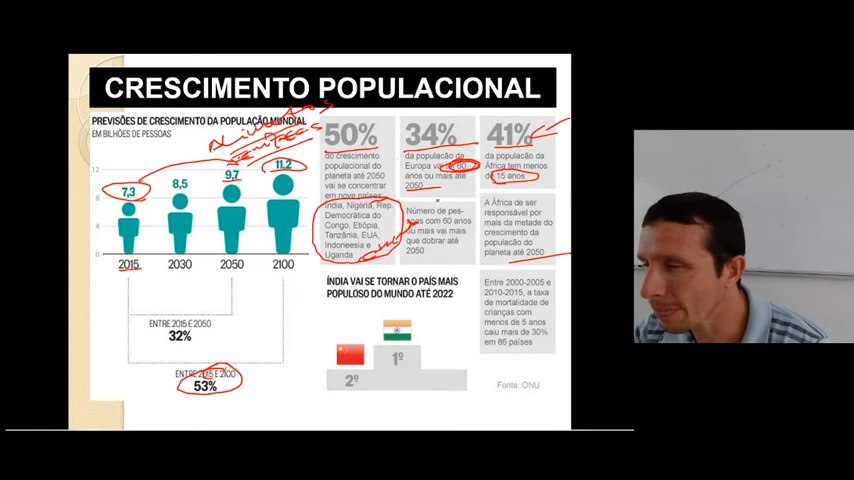 CRESCIMENTO POPULACIONAL
PREVISÕES DE CRESCIMENTO DA POPULAÇÃO MUNDIAL
EM BILHÕES DE PESSOAS
12
8
4
0
7,3
8,5
9,7
11,2
2015
2030
2050
2100
ENTRE 2015 E 2050
32%
ENTRE 2015 E 2100
53%
50%
do crescimento
populacional do
planeta até 2050
vai se concentrar
em nove países
Índia, Nigéria, Rep.
Democrática do
Congo, Etiópia,
Tanzânia, EUA,
Indoneesia e
Uganda
34%
da população da
Europa vai ter 60
anos ou mais até
2050
Número de pes-
soas com 60 anos
ou mais vai mais
que dobrar até
2050
41%
da população da
África tem menos
de 15 anos
A África de ser
responsável por
mais da metade do
crescimento da
população do
planeta até 2050
Entre 2000-2005 e
2010-2015, a taxa
de mortalidade de
crianças com
menos de 5 anos
caiu mais de 30%
em 86 países
ÍNDIA VAI SE TORNAR O PAÍS MAIS
POPULOSO DO MUNDO ATÉ 2022
1º
2º
Fonte: ONU